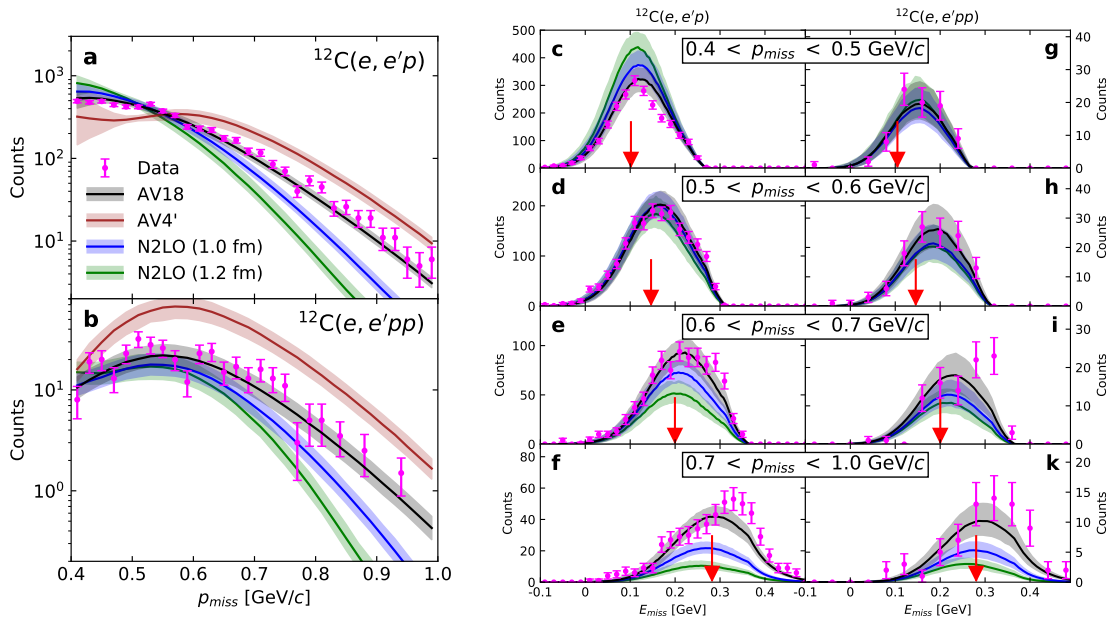 a
¹²C(e, e′p)
10³
10²
10¹
Counts
Data
AV18
AV4'
N2LO (1.0 fm)
N2LO (1.2 fm)
b
¹²C(e, e′pp)
10¹
10⁰
Counts
0.4 0.5 0.6 0.7 0.8 0.9 1.0
p_miss [GeV/c]
¹²C(e, e′p) ¹²C(e, e′pp)
c 0.4 < p_miss < 0.5 GeV/c g
500
400
300
200
100
0
Counts
40
30
20
10
0
Counts
d 0.5 < p_miss < 0.6 GeV/c h
200
100
0
Counts
40
30
20
10
0
Counts
e 0.6 < p_miss < 0.7 GeV/c i
100
50
0
Counts
30
20
10
0
Counts
f 0.7 < p_miss < 1.0 GeV/c k
80
60
40
20
0
Counts
20
15
10
5
0
Counts
-0.1 0 0.1 0.2 0.3 0.4 -0.1 0 0.1 0.2 0.3 0.4
E_miss [GeV] E_miss [GeV]